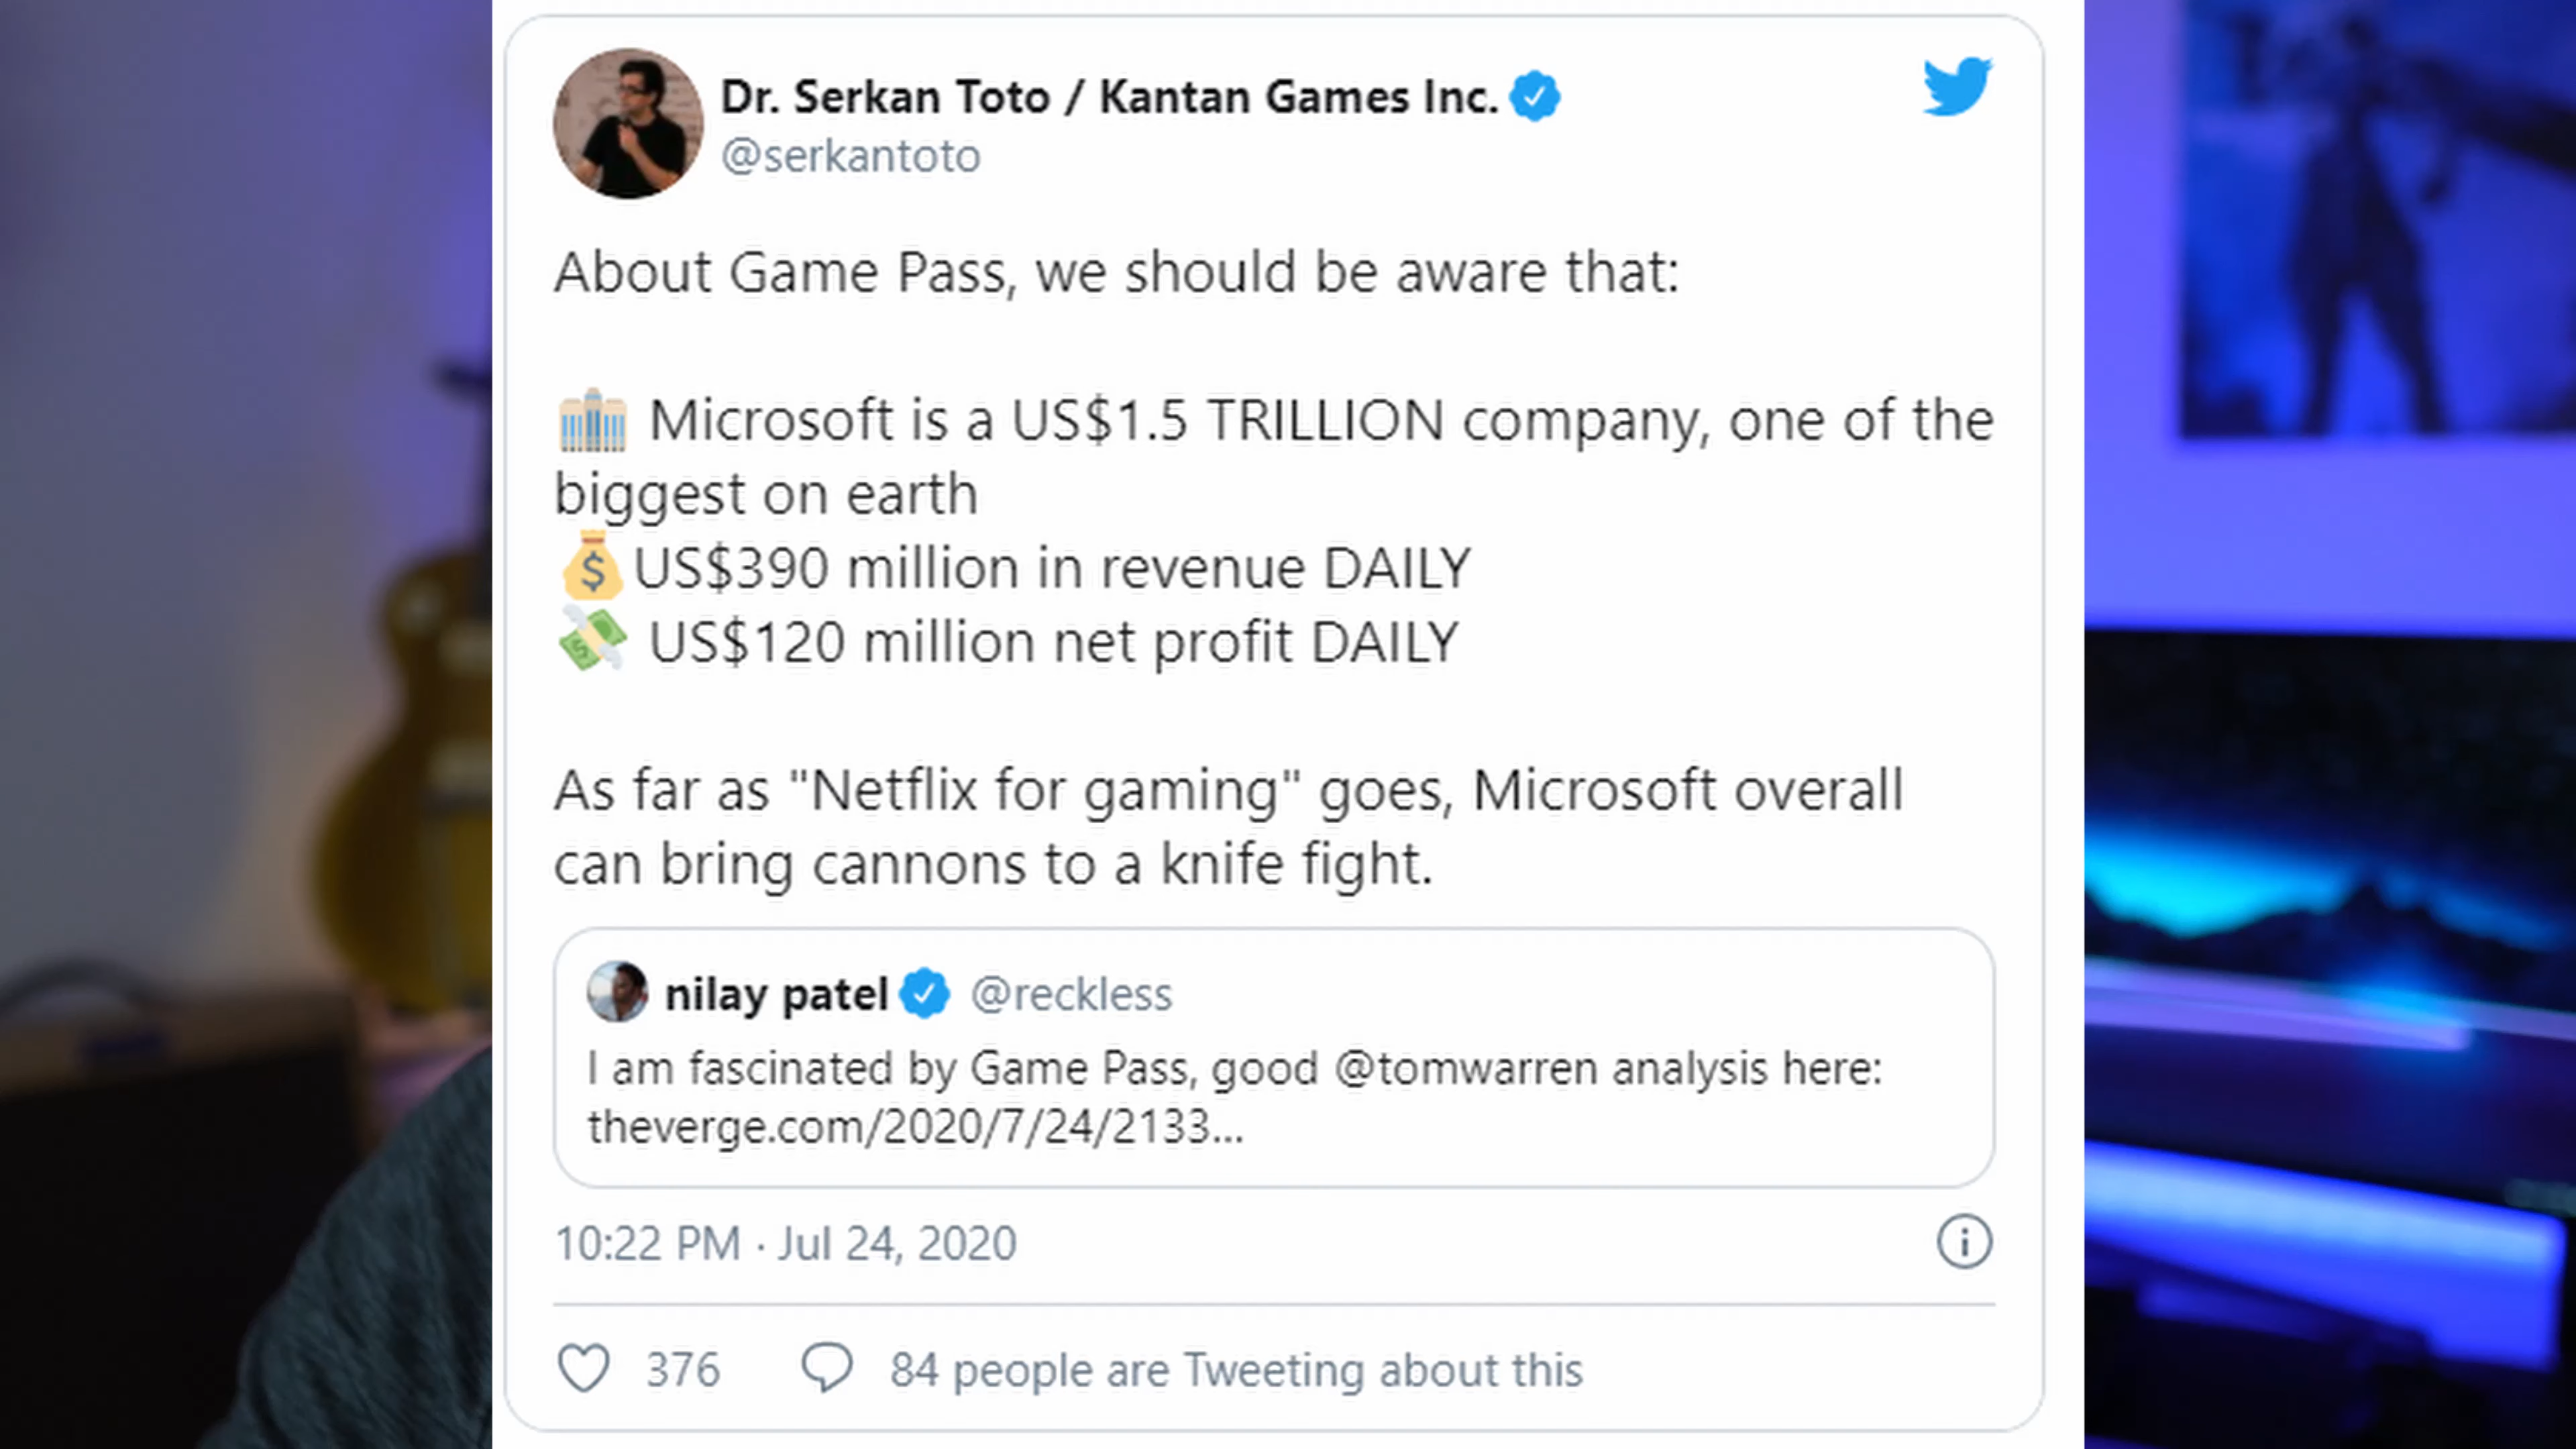 Dr. Serkan Toto / Kantan Games Inc.
@serkantoto
About Game Pass, we should be aware that:
🏙️ Microsoft is a US$1.5 TRILLION company, one of the
biggest on earth
💰US$390 million in revenue DAILY
💸 US$120 million net profit DAILY
As far as "Netflix for gaming" goes, Microsoft overall
can bring cannons to a knife fight.
nilay patel @reckless
I am fascinated by Game Pass, good @tomwarren analysis here:
theverge.com/2020/7/24/2133...
10:22 PM · Jul 24, 2020
376 84 people are Tweeting about this